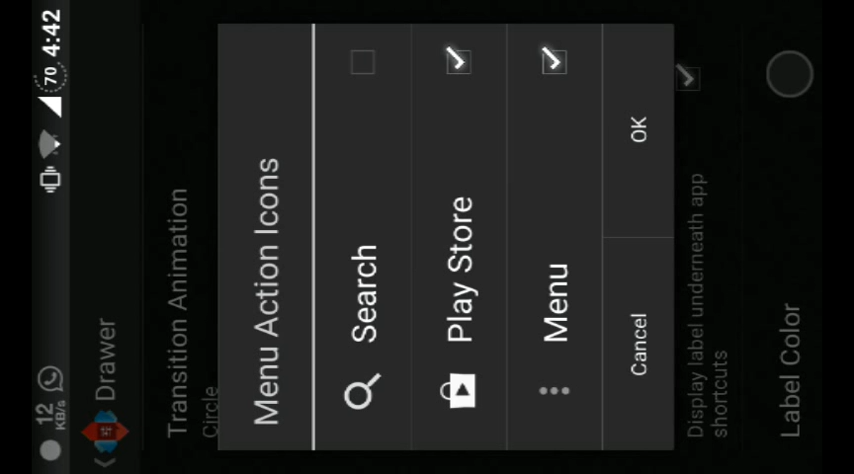 12
KB/s
70
4:42
Drawer
Transition Animation
Circle
Menu Action Icons
Search
Play Store
Menu
Cancel
OK
Display label underneath app
shortcuts
Label Color